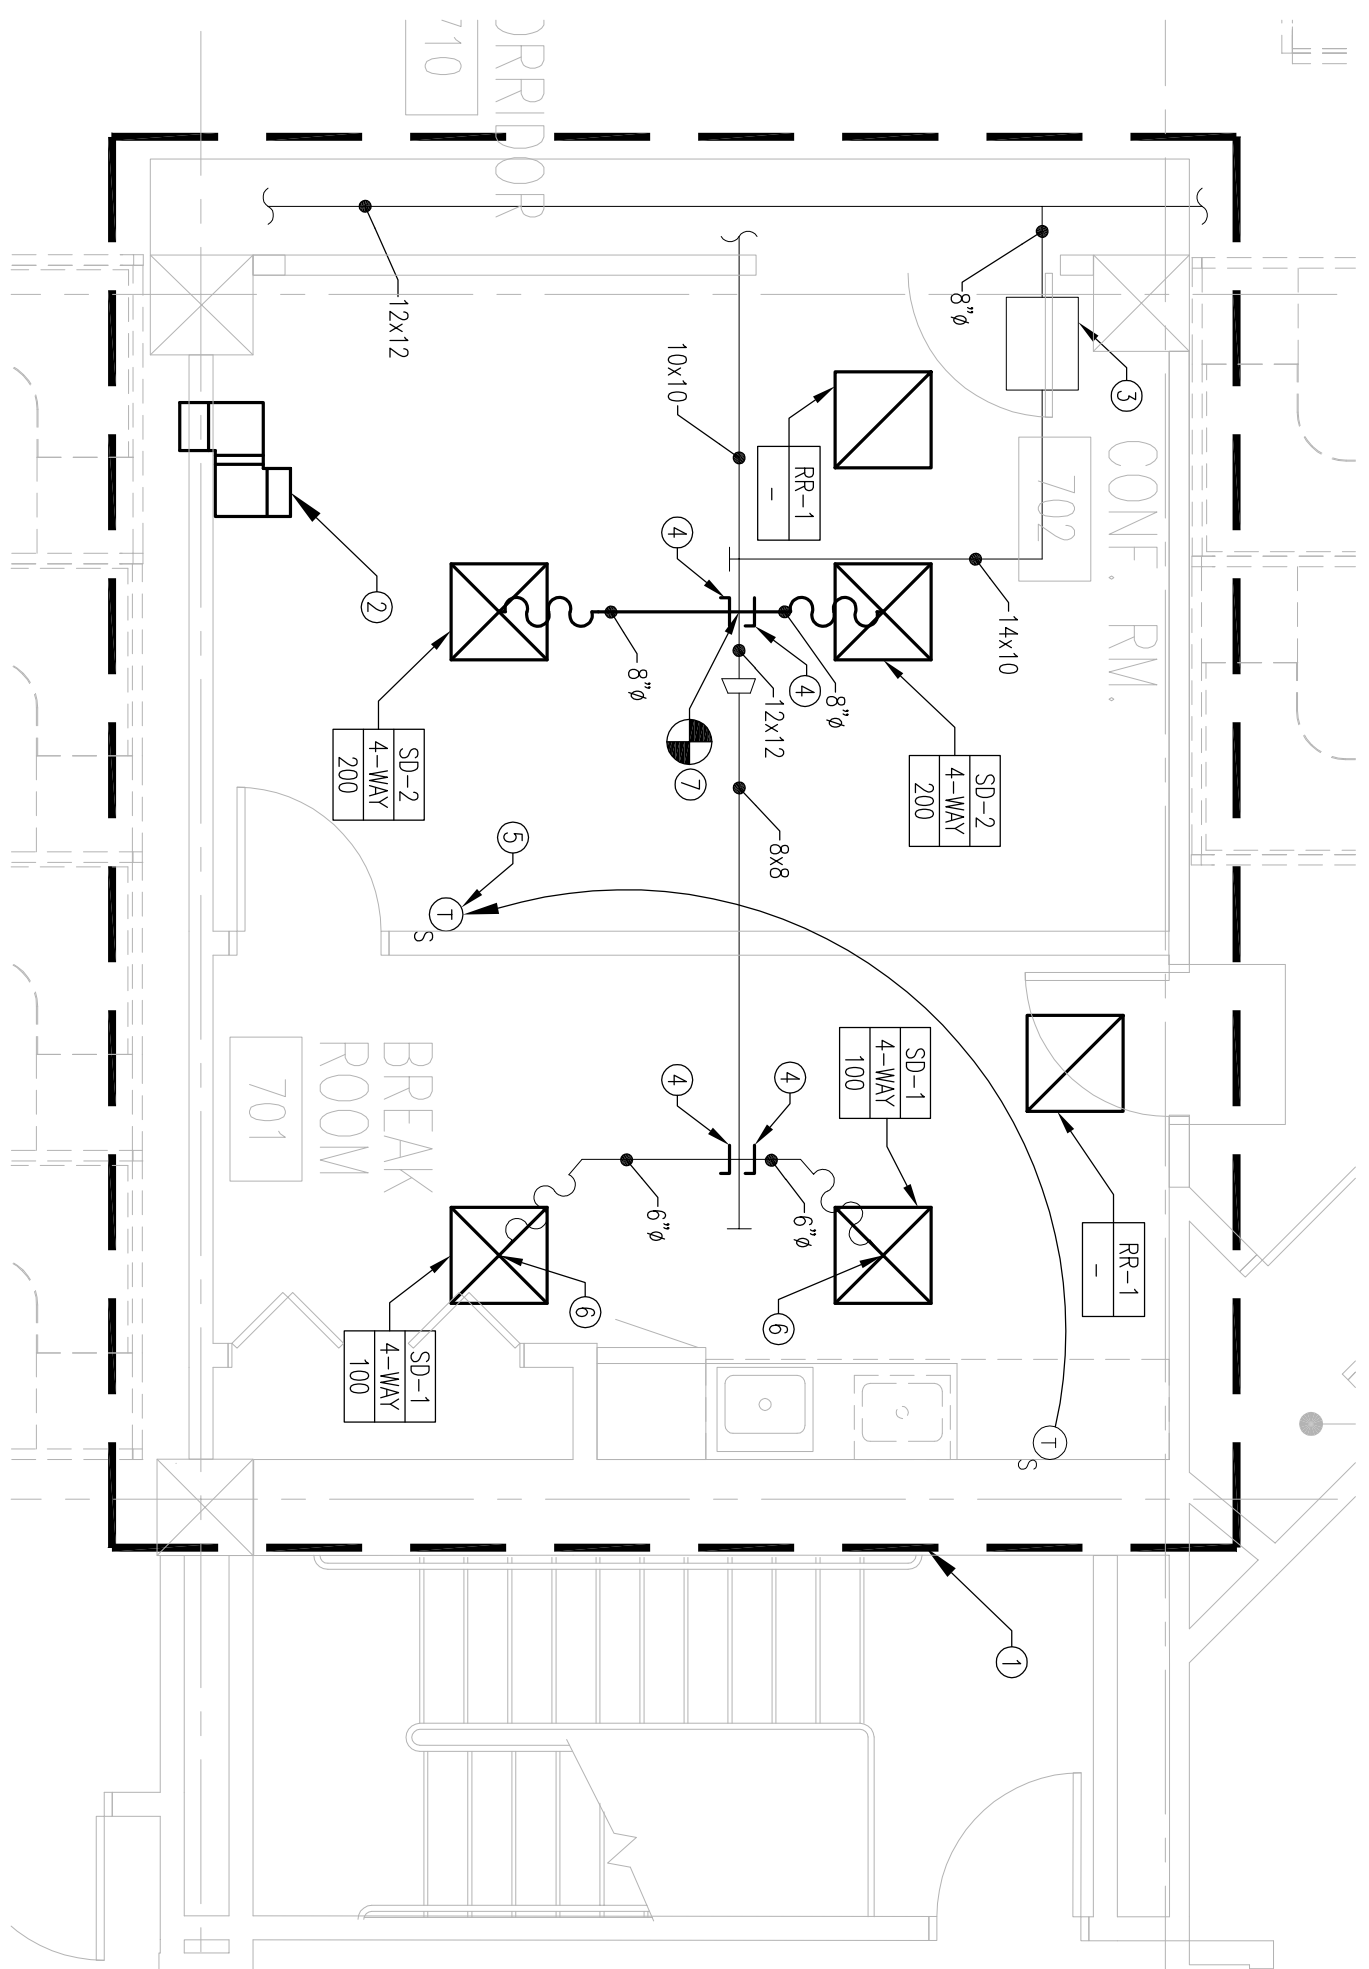 CORRIDOR
710
12x12
8"ø
3
10x10
RR-1
-
CONF. RM.
702
4
2
14x10
8"ø
4
8"ø
12x12
7
SD-2
4-WAY
200
SD-2
4-WAY
200
8x8
5
T
S
BREAK
ROOM
701
4
4
SD-1
4-WAY
100
6"ø
6"ø
RR-1
-
6
6
SD-1
4-WAY
100
T
S
1